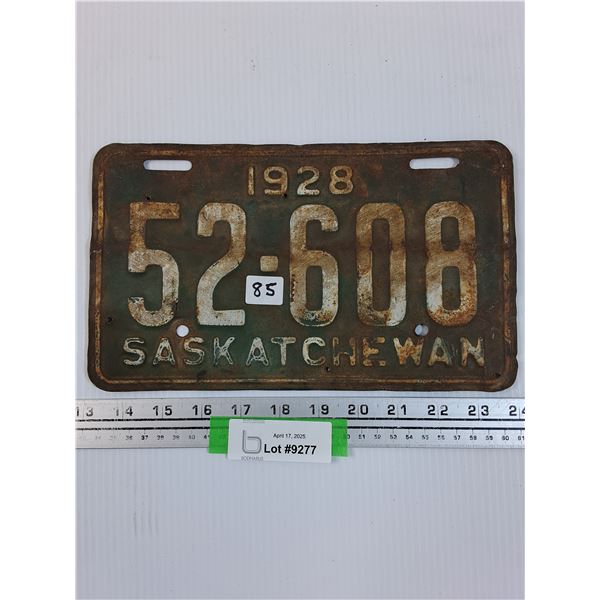 1928
52-608
85
SASKATCHEWAN
13 14 15 16 17 18 19 20 21 22 23 24
April 17, 2025
BODNARUS
Lot #9277